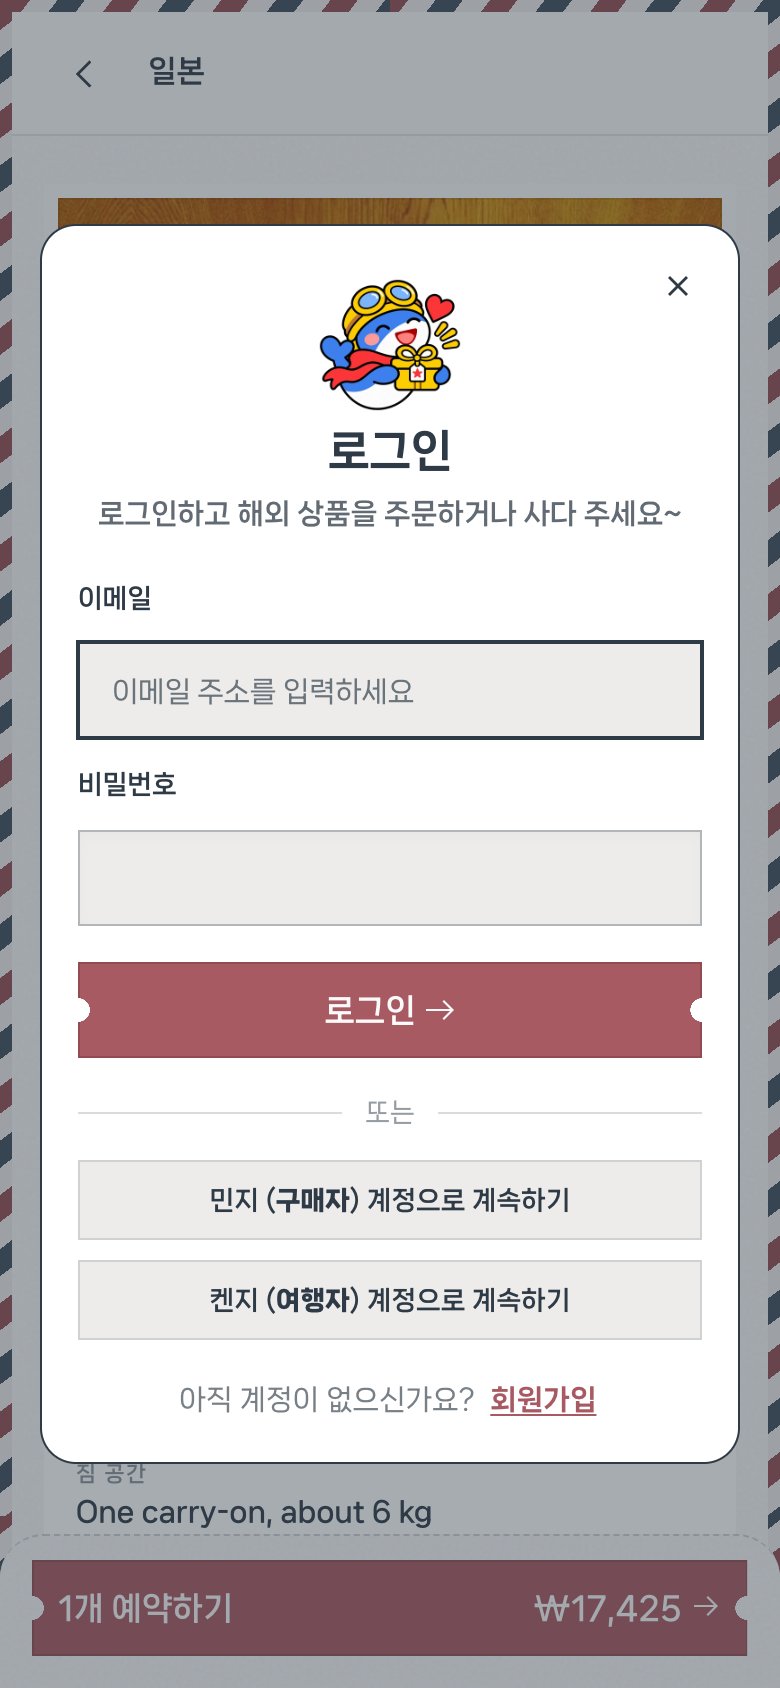 일본
로그인
로그인하고 해외 상품을 주문하거나 사다 주세요~
이메일
이메일 주소를 입력하세요
비밀번호
로그인 →
또는
민지 (구매자) 계정으로 계속하기
켄지 (여행자) 계정으로 계속하기
아직 계정이 없으신가요? 회원가입
짐 공간
One carry-on, about 6 kg
1개 예약하기 ₩17,425 →